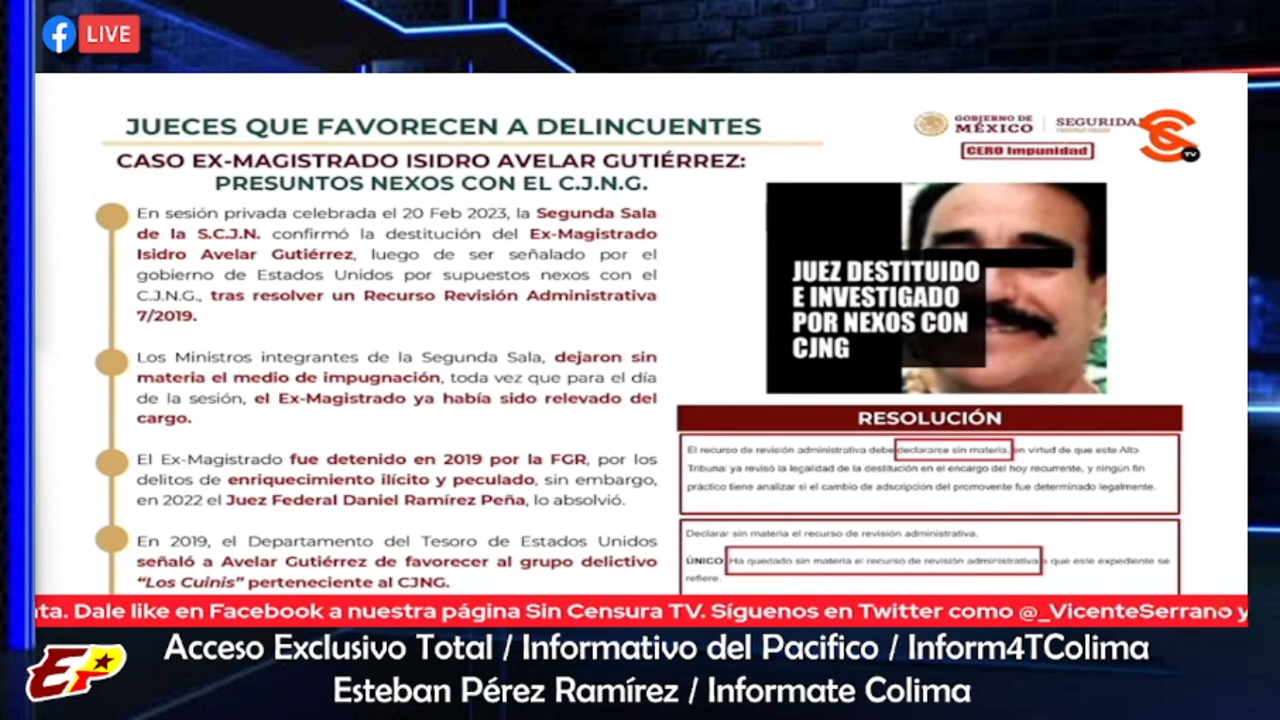 LIVE
JUECES QUE FAVORECEN A DELINCUENTES
CASO EX-MAGISTRADO ISIDRO AVELAR GUTIÉRREZ:
PRESUNTOS NEXOS CON EL C.J.N.G.
GOBIERNO DE
MÉXICO
SEGURIDA
CERO Impunidad
TV
En sesión privada celebrada el 20 Feb 2023, la Segunda Sala
de la S.C.J.N. confirmó la destitución del Ex-Magistrado
Isidro Avelar Gutiérrez, luego de ser señalado por el
gobierno de Estados Unidos por supuestos nexos con el
C.J.N.G., tras resolver un Recurso Revisión Administrativa
7/2019.
Los Ministros integrantes de la Segunda Sala, dejaron sin
materia el medio de impugnación, toda vez que para el día
de la sesión, el Ex-Magistrado ya había sido relevado del
cargo.
El Ex-Magistrado fue detenido en 2019 por la FGR, por los
delitos de enriquecimiento ilícito y peculado, sin embargo,
en 2022 el Juez Federal Daniel Ramírez Peña, lo absolvió.
En 2019, el Departamento del Tesoro de Estados Unidos
señaló a Avelar Gutiérrez de favorecer al grupo delictivo
“Los Cuinis” perteneciente al CJNG.
JUEZ DESTITUIDO
E INVESTIGADO
POR NEXOS CON
CJNG
RESOLUCIÓN
El recurso de revisión administrativa debe declararse sin materia, en virtud de que este Alto
Tribunal ya revisó la legalidad de la destitución en el encargo del hoy recurrente, y ningún fin
práctico tiene analizar si el cambio de adscripción del promovente fue determinado legalmente.
Declarar sin materia el recurso de revisión administrativa.
ÚNICO Ha quedado sin materia el recurso de revisión administrativa a que este expediente se
refiere.
ta. Dale like en Facebook a nuestra página Sin Censura TV. Síguenos en Twitter como @_VicenteSerrano y
Acceso Exclusivo Total / Informativo del Pacifico / Inform4TColima
Esteban Pérez Ramírez / Informate Colima